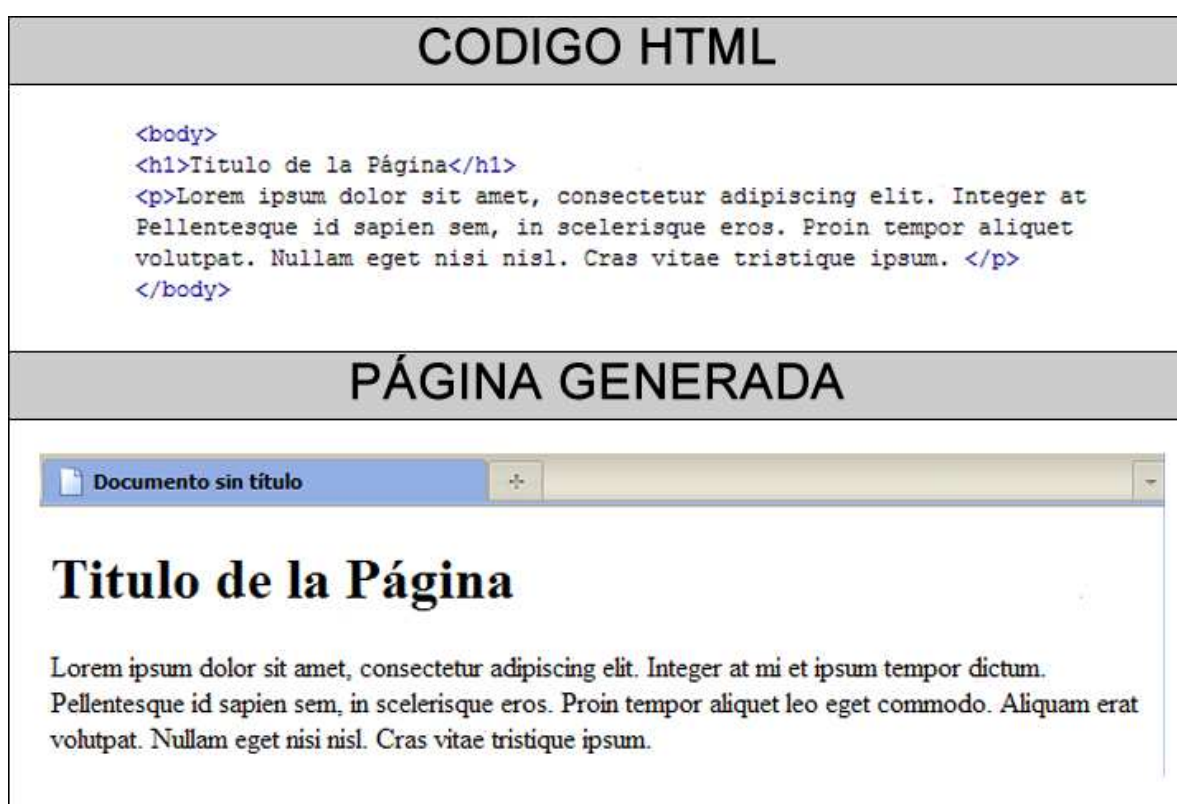 CODIGO HTML
<body>
<h1>Titulo de la Página</h1>
<p>Lorem ipsum dolor sit amet, consectetur adipiscing elit. Integer at
Pellentesque id sapien sem, in scelerisque eros. Proin tempor aliquet
volutpat. Nullam eget nisi nisl. Cras vitae tristique ipsum. </p>
</body>
PÁGINA GENERADA
Documento sin título
Titulo de la Página
Lorem ipsum dolor sit amet, consectetur adipiscing elit. Integer at mi et ipsum tempor dictum.
Pellentesque id sapien sem, in scelerisque eros. Proin tempor aliquet leo eget commodo. Aliquam erat
volutpat. Nullam eget nisi nisl. Cras vitae tristique ipsum.